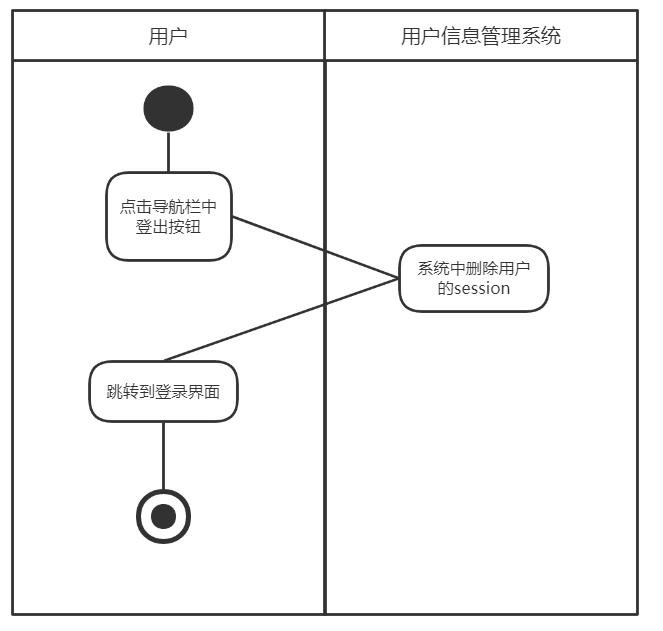 用户
用户信息管理系统
点击导航栏中
登出按钮
系统中删除用户
的session
跳转到登录界面